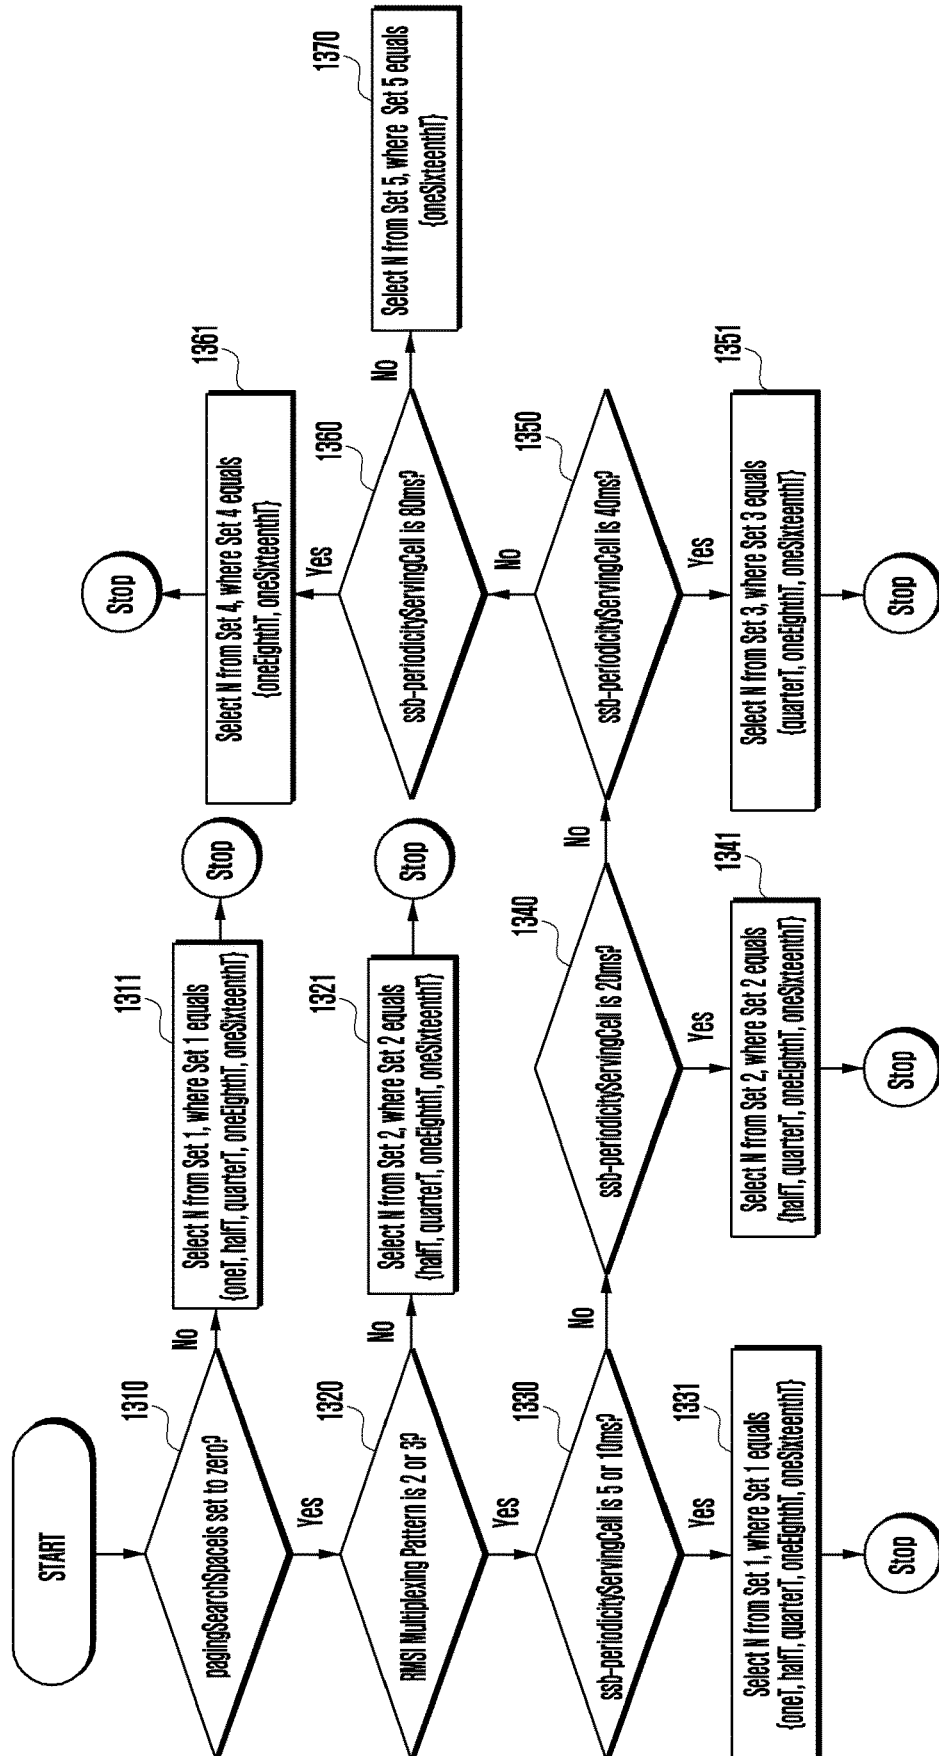 START
1310
pagingSearchSpaceIs set to zero?
No
1311
Select N from Set 1, where Set 1 equals
{oneT, halfT, quarterT, oneEighthT, oneSixteenthT}
Stop
Yes
1320
RMSI Multiplexing Pattern is 2 or 3?
No
1321
Select N from Set 2, where Set 2 equals
{halfT, quarterT, oneEighthT, oneSixteenthT}
Stop
Yes
1330
ssb-periodicityServingCell is 5 or 10ms?
Yes
1331
Select N from Set 1, where Set 1 equals
{oneT, halfT, quarterT, oneEighthT, oneSixteenthT}
Stop
No
1340
ssb-periodicityServingCell is 20ms?
Yes
1341
Select N from Set 2, where Set 2 equals
{halfT, quarterT, oneEighthT, oneSixteenthT}
Stop
No
1350
ssb-periodicityServingCell is 40ms?
Yes
1351
Select N from Set 3, where Set 3 equals
{quarterT, oneEighthT, oneSixteenthT}
Stop
No
1360
ssb-periodicityServingCell is 80ms?
Yes
1361
Select N from Set 4, where Set 4 equals
{oneEighthT, oneSixteenthT}
Stop
No
1370
Select N from Set 5, where Set 5 equals
{oneSixteenthT}